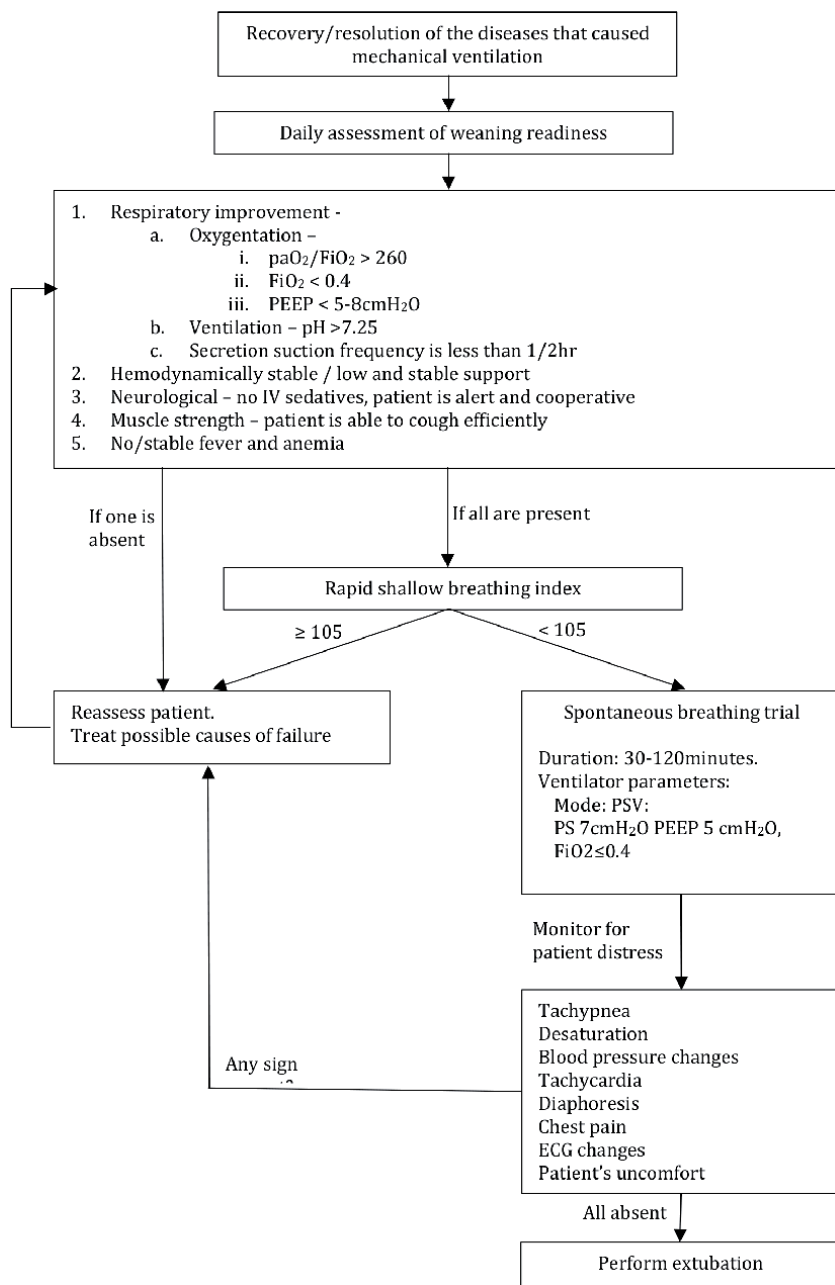 Recovery/resolution of the diseases that caused
mechanical ventilation
Daily assessment of weaning readiness
1. Respiratory improvement -
a. Oxygentation –
i. paO₂/FiO₂ > 260
ii. FiO₂ < 0.4
iii. PEEP < 5-8cmH₂O
b. Ventilation – pH >7.25
c. Secretion suction frequency is less than 1/2hr
2. Hemodynamically stable / low and stable support
3. Neurological – no IV sedatives, patient is alert and cooperative
4. Muscle strength – patient is able to cough efficiently
5. No/stable fever and anemia
If one is
absent
If all are present
Rapid shallow breathing index
≥ 105
< 105
Reassess patient.
Treat possible causes of failure
Spontaneous breathing trial
Duration: 30-120minutes.
Ventilator parameters:
Mode: PSV:
PS 7cmH₂O PEEP 5 cmH₂O,
FiO2≤0.4
Monitor for
patient distress
Tachypnea
Desaturation
Blood pressure changes
Tachycardia
Diaphoresis
Chest pain
ECG changes
Patient's uncomfort
Any sign
All absent
Perform extubation